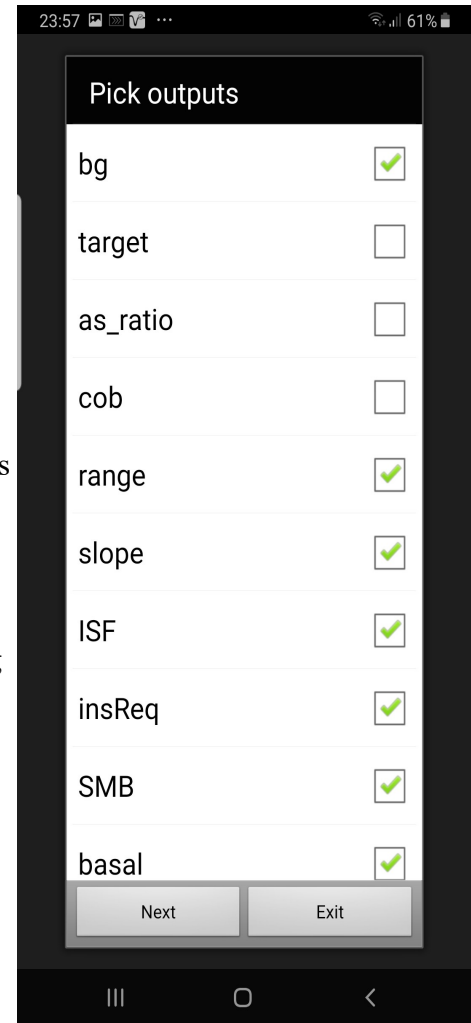 23:57 ... 61%
Pick outputs
bg
target
as_ratio
cob
range
s
slope
ISF
insReq
SMB
basal
Next Exit